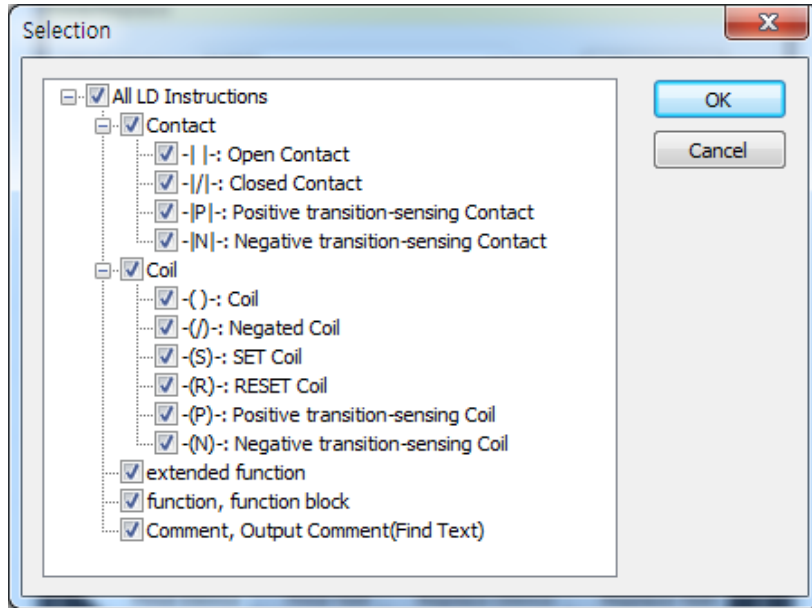 Selection
All LD Instructions
Contact
-| |-: Open Contact
-|/|-: Closed Contact
-|P|-: Positive transition-sensing Contact
-|N|-: Negative transition-sensing Contact
Coil
-( )-: Coil
-(/)-: Negated Coil
-(S)-: SET Coil
-(R)-: RESET Coil
-(P)-: Positive transition-sensing Coil
-(N)-: Negative transition-sensing Coil
extended function
function, function block
Comment, Output Comment(Find Text)
OK
Cancel